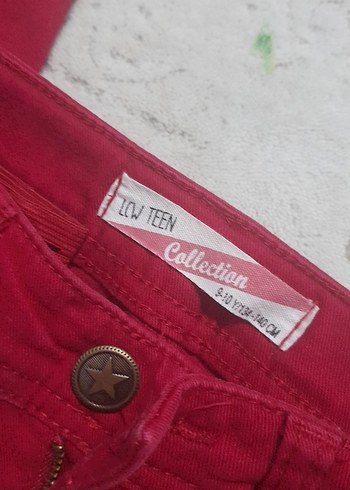 LCW TEEN
Collection
9-10 Y/134-140 CM